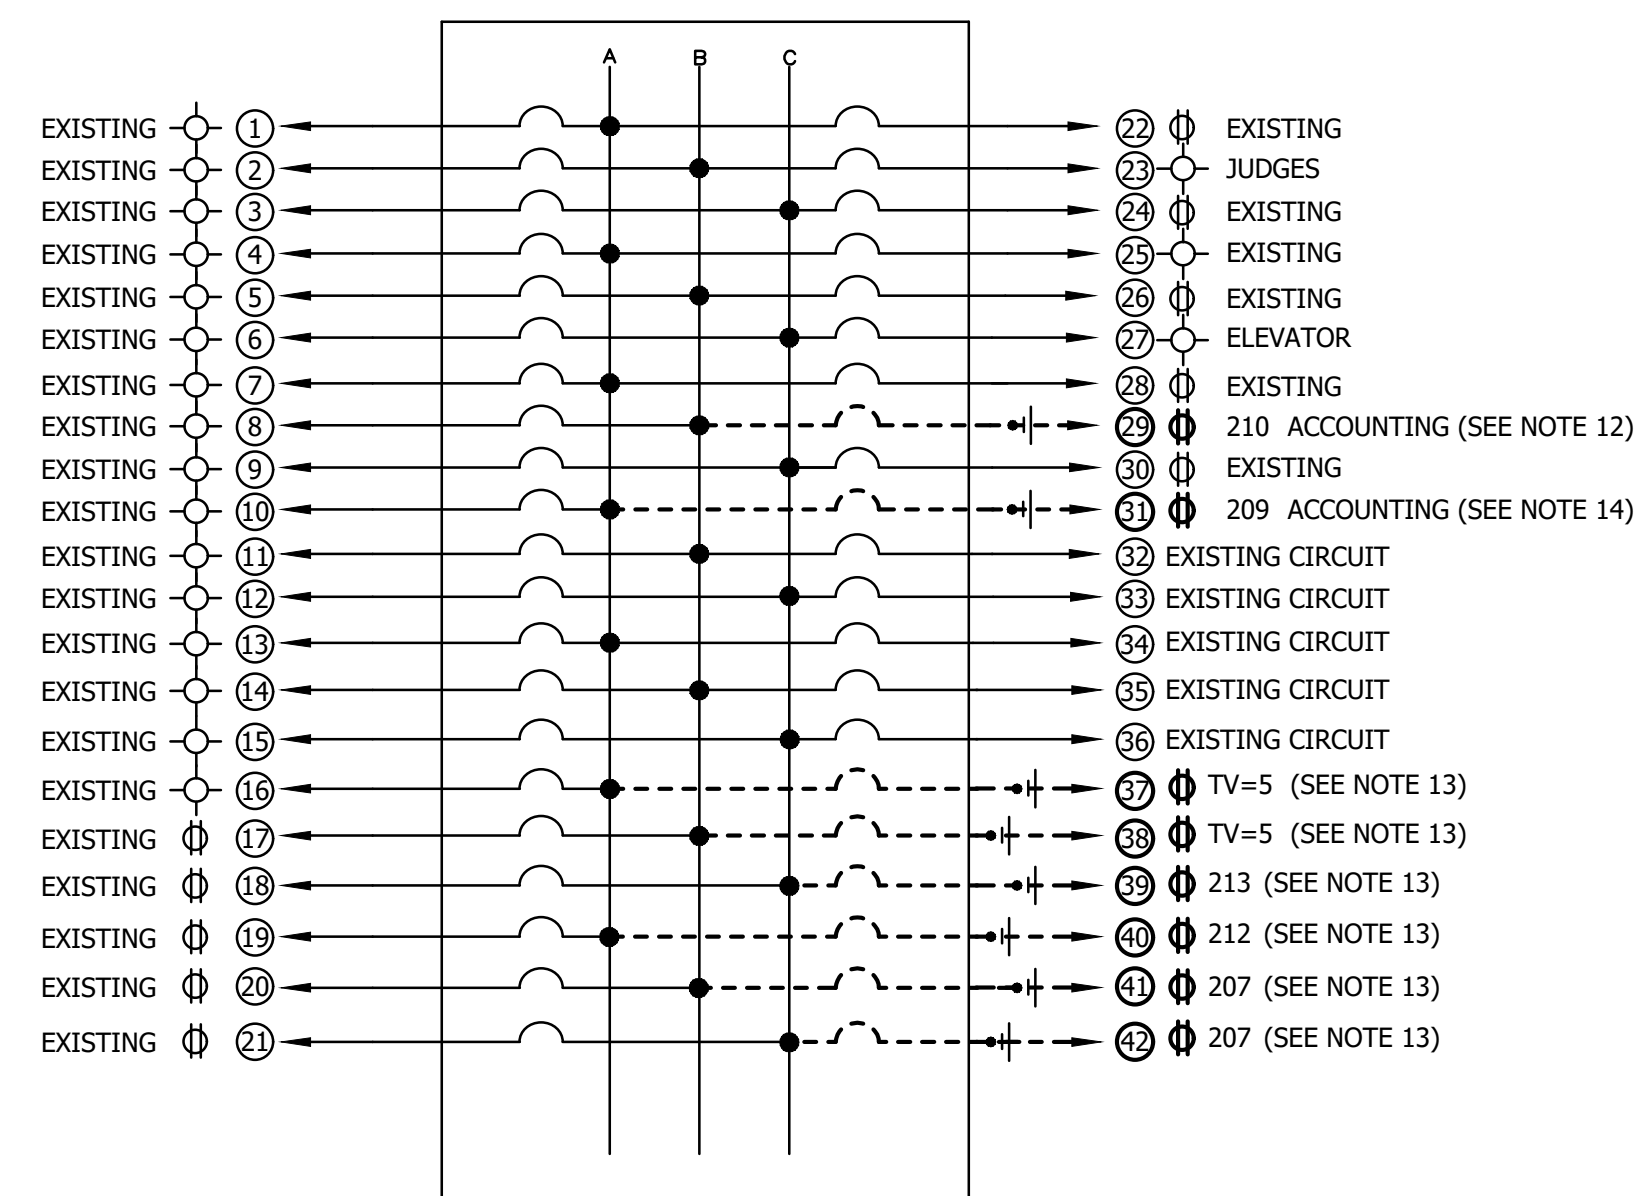 A B C
EXISTING 1 22 EXISTING
EXISTING 2 23 JUDGES
EXISTING 3 24 EXISTING
EXISTING 4 25 EXISTING
EXISTING 5 26 EXISTING
EXISTING 6 27 ELEVATOR
EXISTING 7 28 EXISTING
EXISTING 8 29 210 ACCOUNTING (SEE NOTE 12)
EXISTING 9 30 EXISTING
EXISTING 10 31 209 ACCOUNTING (SEE NOTE 14)
EXISTING 11 32 EXISTING CIRCUIT
EXISTING 12 33 EXISTING CIRCUIT
EXISTING 13 34 EXISTING CIRCUIT
EXISTING 14 35 EXISTING CIRCUIT
EXISTING 15 36 EXISTING CIRCUIT
EXISTING 16 37 TV=5 (SEE NOTE 13)
EXISTING 17 38 TV=5 (SEE NOTE 13)
EXISTING 18 39 213 (SEE NOTE 13)
EXISTING 19 40 212 (SEE NOTE 13)
EXISTING 20 41 207 (SEE NOTE 13)
EXISTING 21 42 207 (SEE NOTE 13)